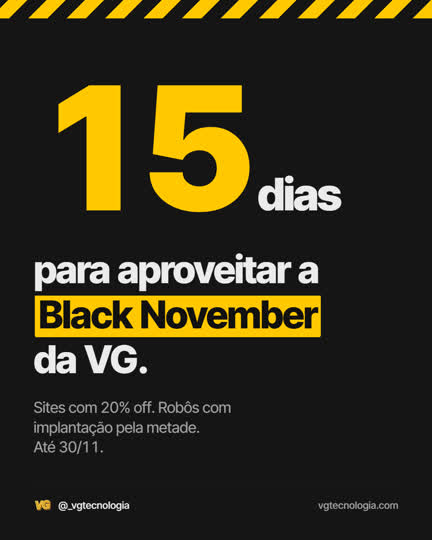 15 dias
para aproveitar a
Black November
da VG.
Sites com 20% off. Robôs com
implantação pela metade.
Até 30/11.
VG @_vgtecnologia
vgtecnologia.com